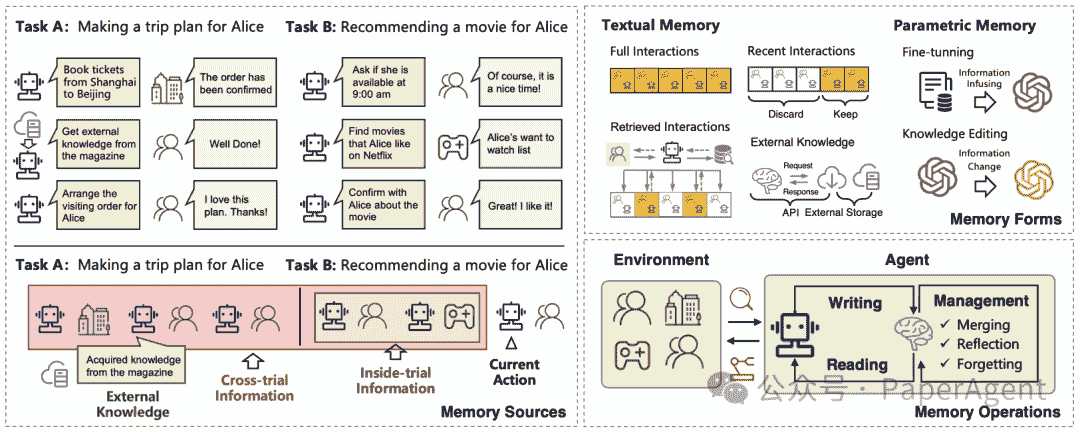 Task A: Making a trip plan for Alice
Task B: Recommending a movie for Alice
Book tickets
from Shanghai
to Beijing
The order has
been confirmed
Ask if she is
available at
9:00 am
Of course, it is
a nice time!
Get external
knowledge from
the magazine
Well Done!
Find movies
that Alice like
on Netflix
Alice's want to
watch list
Arrange the
visiting order for
Alice
I love this
plan. Thanks!
Confirm with
Alice about the
movie
Great! I like it!
Task A: Making a trip plan for Alice
Task B: Recommending a movie for Alice
Acquired knowledge
from the magazine
External
Knowledge
Cross-trial
Information
Inside-trial
Information
Current
Action
Memory Sources
Textual Memory
Parametric Memory
Full Interactions
Recent Interactions
Discard
Keep
Retrieved Interactions
External Knowledge
Request
Response
API External Storage
Fine-tunning
Information
Infusing
Knowledge Editing
Information
Change
Memory Forms
Environment
Agent
Writing
Reading
Management
✓ Merging
✓ Reflection
✓ Forgetting
公众号 · PaperAgent
Memory Operations